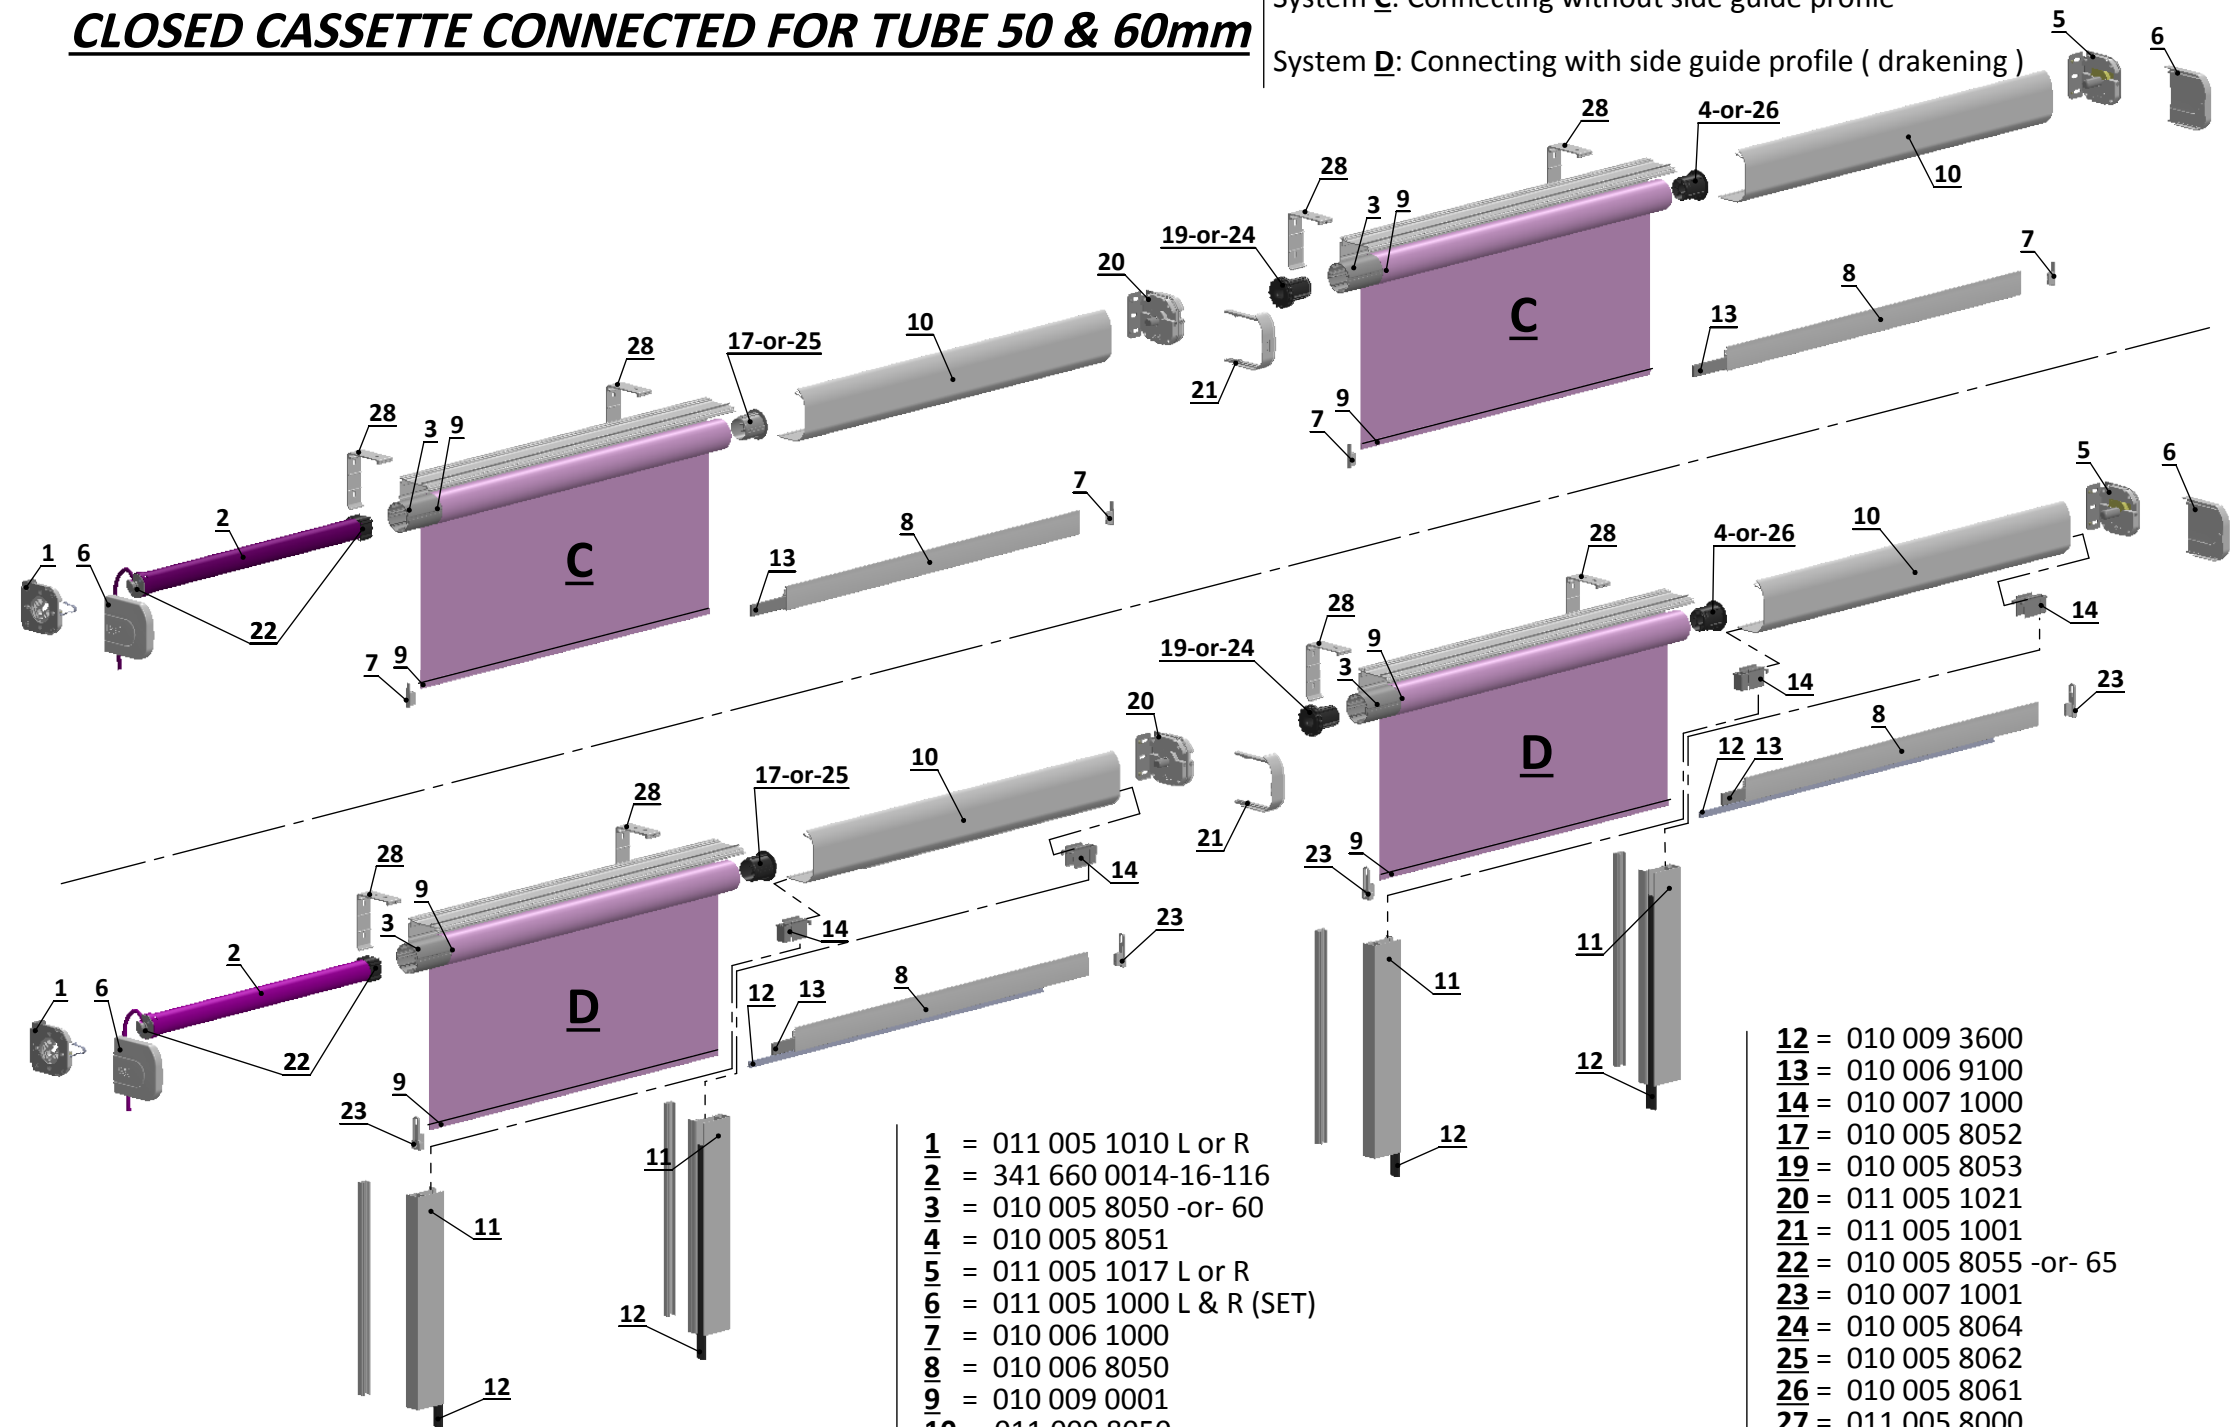 CLOSED CASSETTE CONNECTED FOR TUBE 50 & 60mm
System C: Connecting without side guide profile
System D: Connecting with side guide profile ( drakening )
5
6
28
4-or-26
10
28
3
9
19-or-24
20
7
8
13
10
28
17-or-25
21
9
7
28
3
9
C
7
8
2
1
6
13
C
22
9
7
5
6
10
4-or-26
28
14
28
9
19-or-24
3
14
23
8
12
13
D
20
10
17-or-25
28
21
14
9
23
28
9
3
14
23
2
8
1
6
12
13
D
22
11
11
12
12
9
23
11
11
12
12
1 = 011 005 1010 L or R
2 = 341 660 0014-16-116
3 = 010 005 8050 -or- 60
4 = 010 005 8051
5 = 011 005 1017 L or R
6 = 011 005 1000 L & R (SET)
7 = 010 006 1000
8 = 010 006 8050
9 = 010 009 0001
10 = 011 009 8050
12 = 010 009 3600
13 = 010 006 9100
14 = 010 007 1000
17 = 010 005 8052
19 = 010 005 8053
20 = 011 005 1021
21 = 011 005 1001
22 = 010 005 8055 -or- 65
23 = 010 007 1001
24 = 010 005 8064
25 = 010 005 8062
26 = 010 005 8061
27 = 011 005 8000